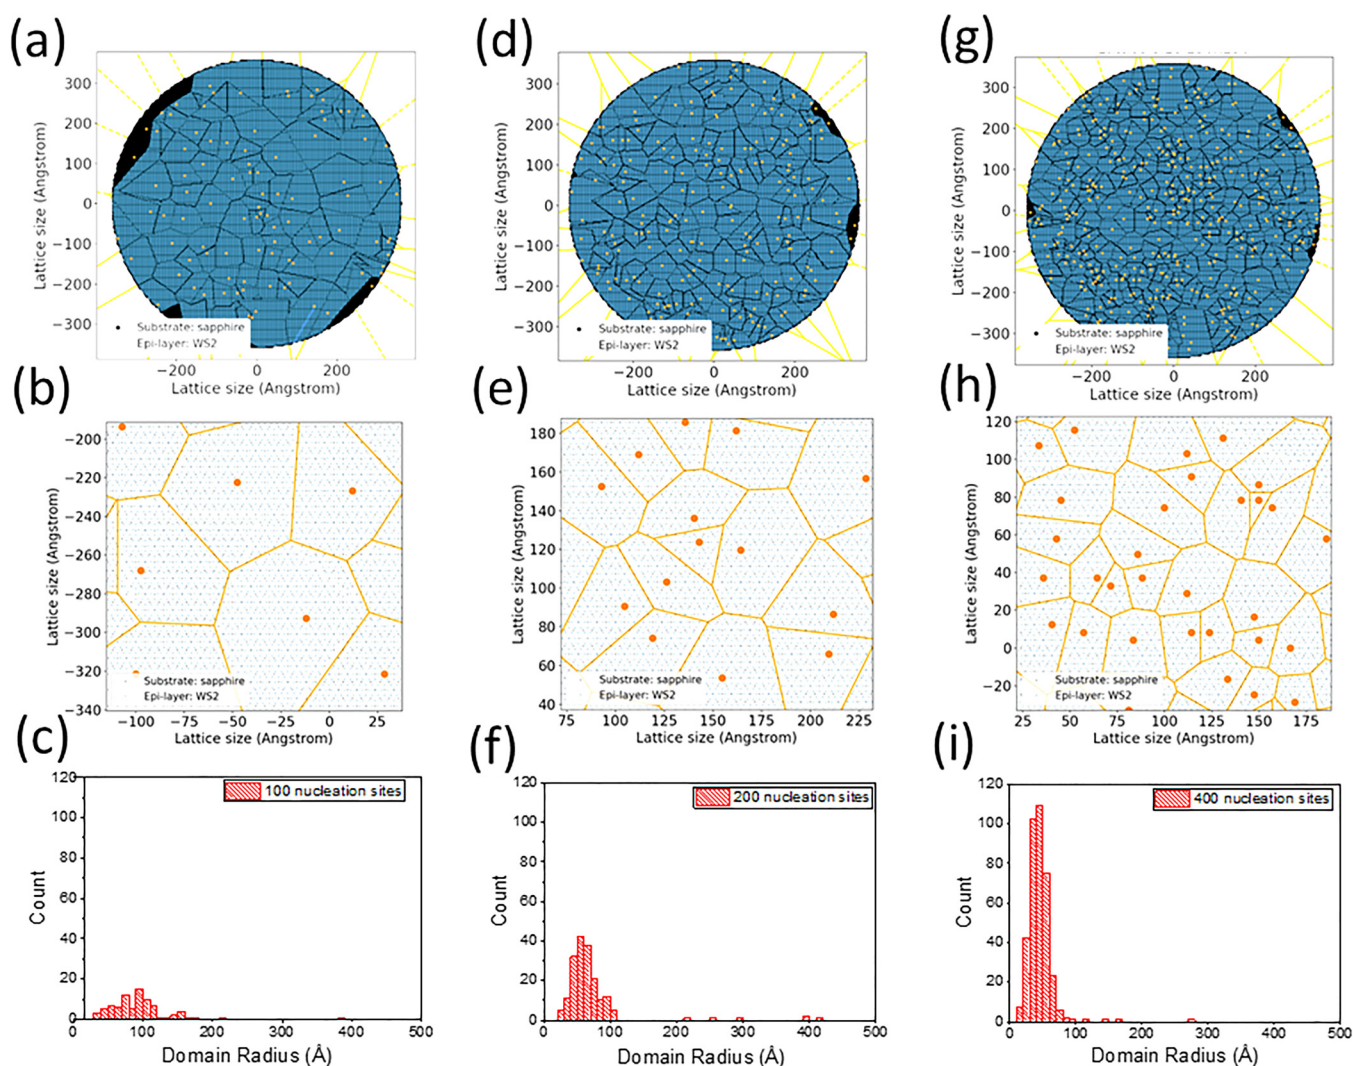 (a)
Lattice size (Angstrom)
300
200
100
0
−100
−200
−300
Substrate: sapphire
Epi-layer: WS2
−200
0
200
Lattice size (Angstrom)
(d)
Lattice size (Angstrom)
300
200
100
0
−100
−200
−300
Substrate: sapphire
Epi-layer: WS2
−200
0
200
Lattice size (Angstrom)
(g)
Lattice size (Angstrom)
300
200
100
0
−100
−200
−300
Substrate: sapphire
Epi-layer: WS2
−200
0
200
Lattice size (Angstrom)
(b)
Lattice size (Angstrom)
−200
−220
−240
−260
−280
−300
−320
−340
Substrate: sapphire
Epi-layer: WS2
−100
−75
−50
−25
0
25
Lattice size (Angstrom)
(e)
Lattice size (Angstrom)
180
160
140
120
100
80
60
40
Substrate: sapphire
Epi-layer: WS2
75
100
125
150
175
200
225
Lattice size (Angstrom)
(h)
Lattice size (Angstrom)
120
100
80
60
40
20
0
−20
Substrate: sapphire
Epi-layer: WS2
25
50
75
100
125
150
175
Lattice size (Angstrom)
(c)
Count
120
100
80
60
40
20
0
100 nucleation sites
0
100
200
300
400
500
Domain Radius (Å)
(f)
Count
120
100
80
60
40
20
0
200 nucleation sites
0
100
200
300
400
500
Domain Radius (Å)
(i)
Count
120
100
80
60
40
20
0
400 nucleation sites
0
100
200
300
400
500
Domain Radius (Å)